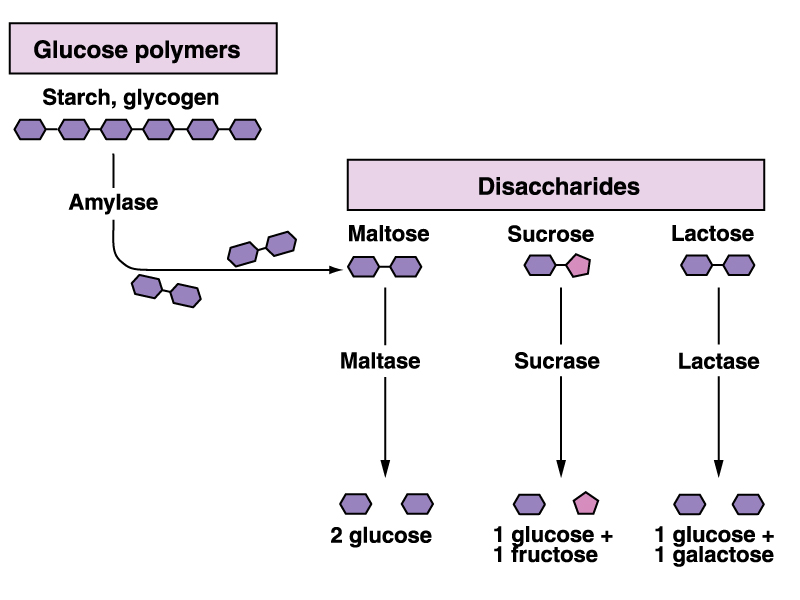 Glucose polymers
Starch, glycogen
Amylase
Disaccharides
Maltose
Sucrose
Lactose
Maltase
Sucrase
Lactase
2 glucose
1 glucose +
1 fructose
1 glucose +
1 galactose